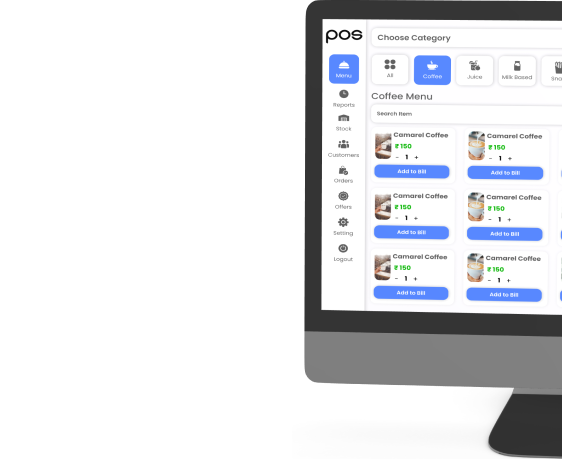 pos
Choose Category
Menu
All
Coffee
Juice
Milk Based
Reports
Coffee Menu
Search Item
Stock
Customers
Orders
Offers
Setting
Logout
Camarel Coffee
₹150
- 1 +
Add to Bill
Camarel Coffee
₹150
- 1 +
Add to Bill
Camarel Coffee
₹150
- 1 +
Add to Bill
Camarel Coffee
₹150
- 1 +
Add to Bill
Camarel Coffee
₹150
- 1 +
Add to Bill
Camarel Coffee
₹160
- 1 +
Add to Bill